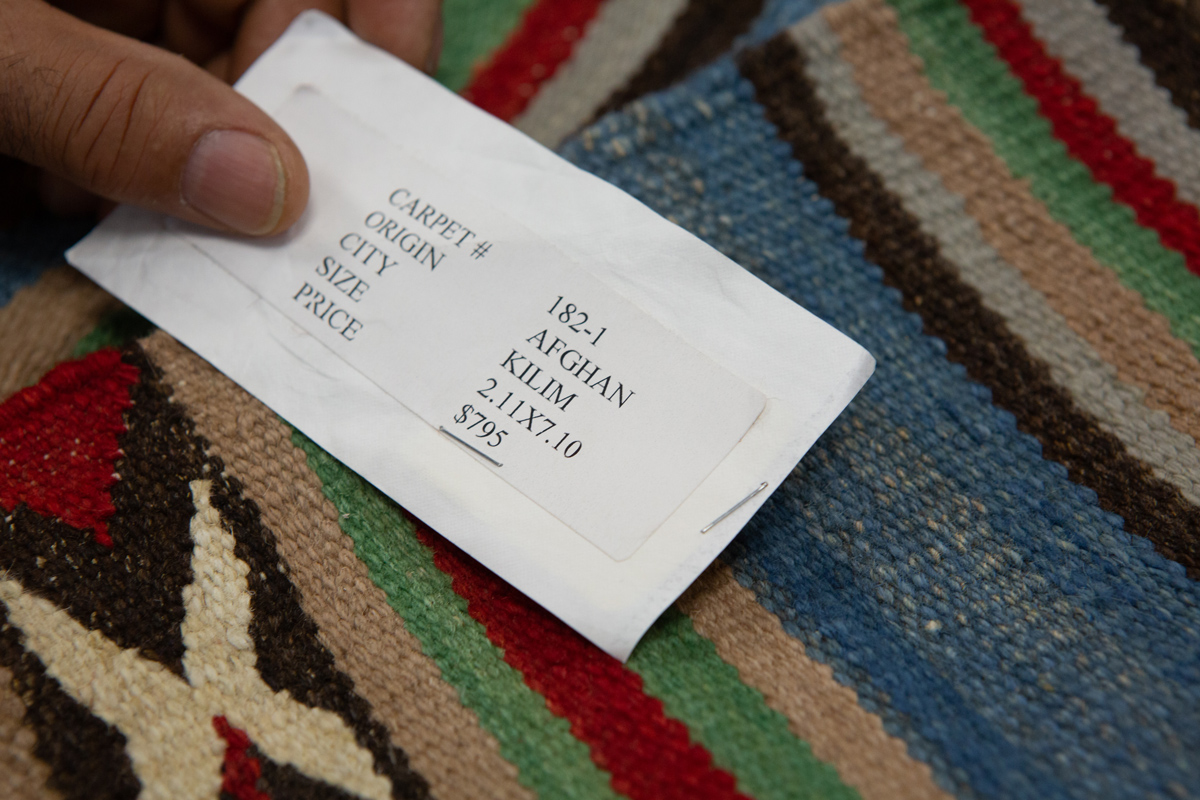 CARPET # 182-1
ORIGIN AFGHAN
CITY KILIM
SIZE 2.11X7.10
PRICE $795